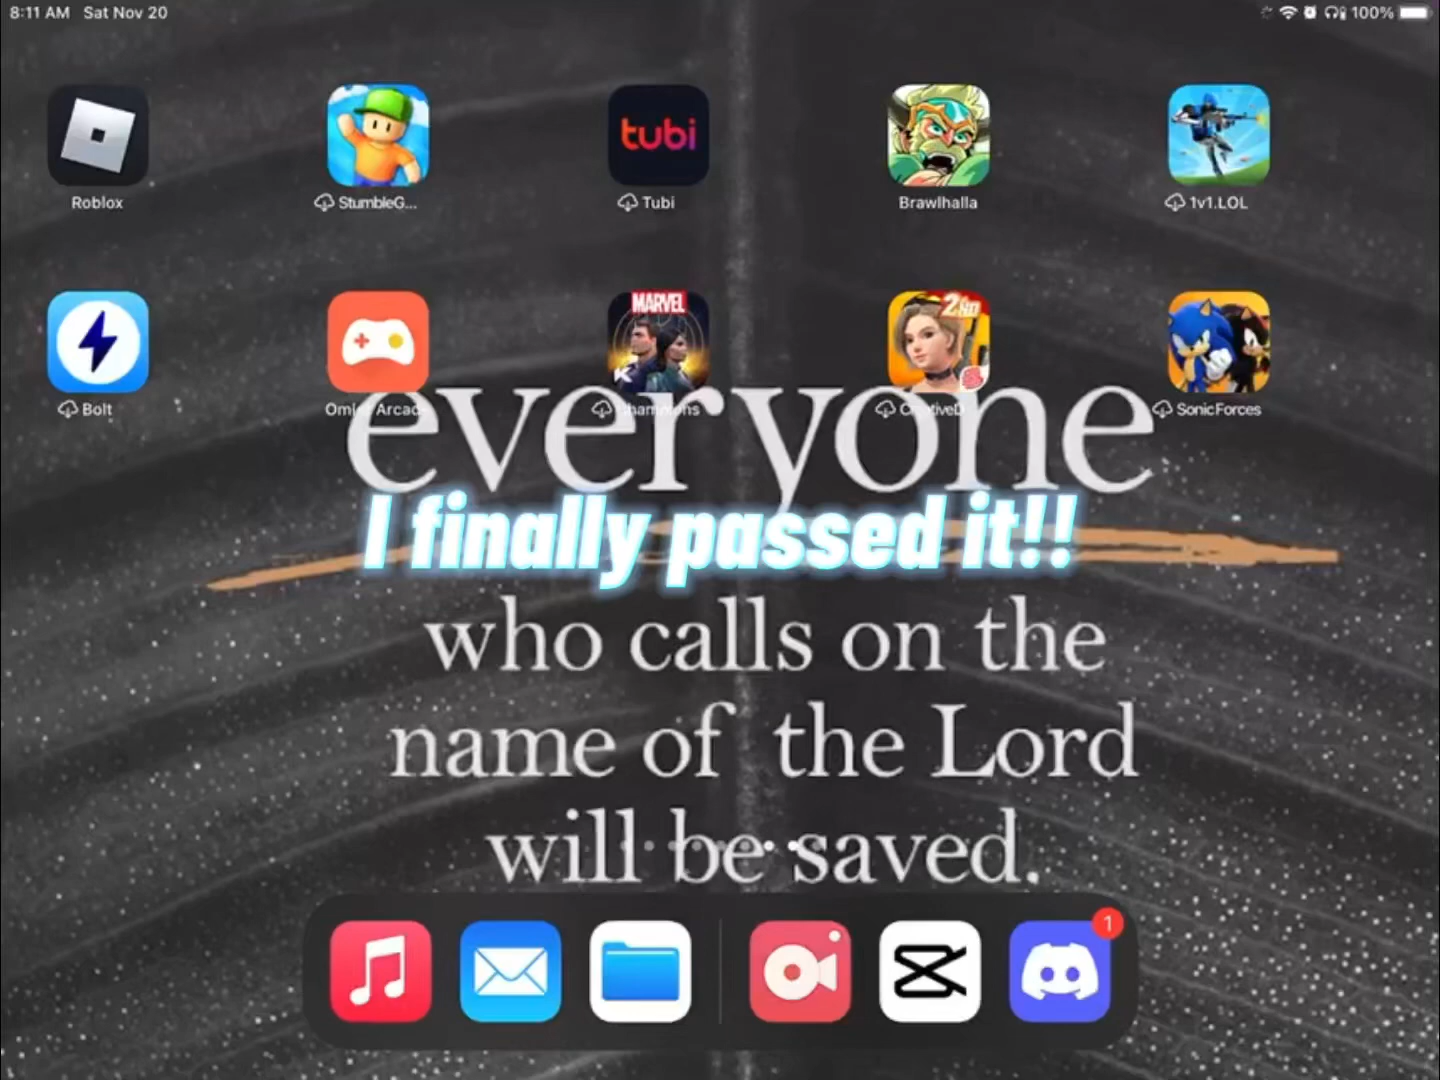 8:11 AM Sat Nov 20
100%
tubi
Roblox
StumbleG...
Tubi
Brawlhalla
1v1.LOL
MARVEL
2ND
Bolt
SonicForces
everyone
I finally passed it!!
who calls on the
name of the Lord
will be saved.
1